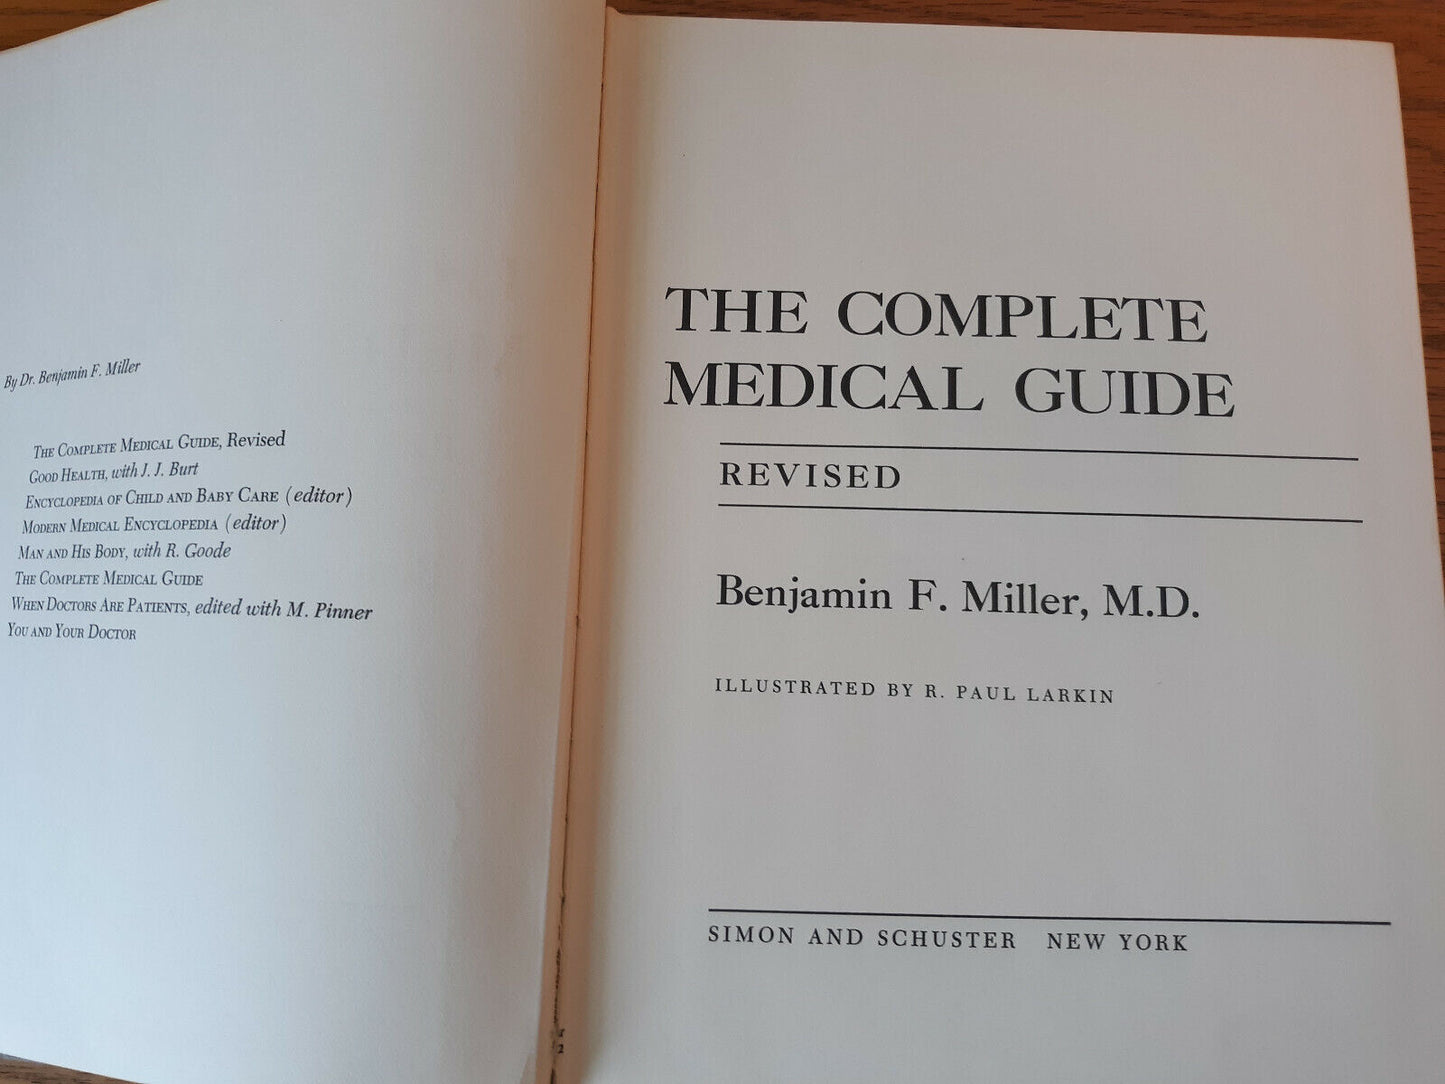 By Dr. Benjamin F. Miller
THE COMPLETE MEDICAL GUIDE, Revised
GOOD HEALTH, with J. J. Burt
ENCYCLOPEDIA OF CHILD AND BABY CARE (editor)
MODERN MEDICAL ENCYCLOPEDIA (editor)
MAN AND HIS BODY, with R. Goode
THE COMPLETE MEDICAL GUIDE
WHEN DOCTORS ARE PATIENTS, edited with M. Pinner
YOU AND YOUR DOCTOR
THE COMPLETE
MEDICAL GUIDE
REVISED
Benjamin F. Miller, M.D.
ILLUSTRATED BY R. PAUL LARKIN
SIMON AND SCHUSTER NEW YORK